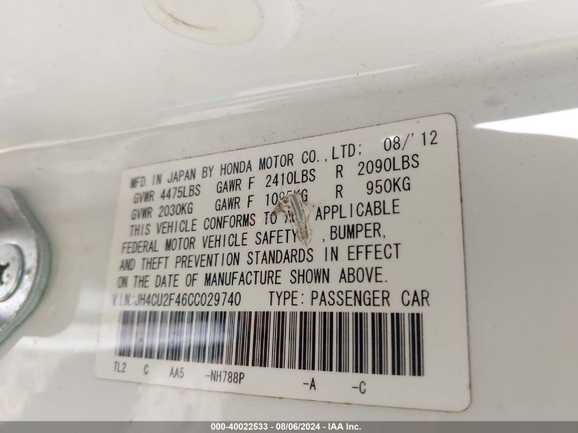 MFD. IN JAPAN BY HONDA MOTOR CO.,LTD: 08/'12
GVWR 4475LBS GAWR F 2410LBS R 2090LBS
GVWR 2030KG GAWR F KG R 950KG
THIS VEHICLE CONFORMS TO APPLICABLE
FEDERAL MOTOR VEHICLE SAFETY , BUMPER,
AND THEFT PREVENTION STANDARDS IN EFFECT
ON THE DATE OF MANUFACTURE SHOWN ABOVE.
V.I.N:JH4CU2F46CC029740 TYPE: PASSENGER CAR
TL2 C AA5 -NH788P -A -C
000-40022533 - 08/06/2024 - IAA Inc.